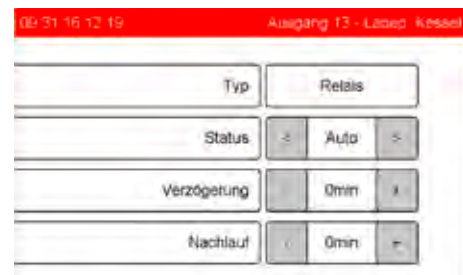 09:31 16.12.19 Ausgang 13 - Ladep. Kessel
Typ Relais
Status < Auto >
Verzögerung - 0min +
Nachlauf - 0min +